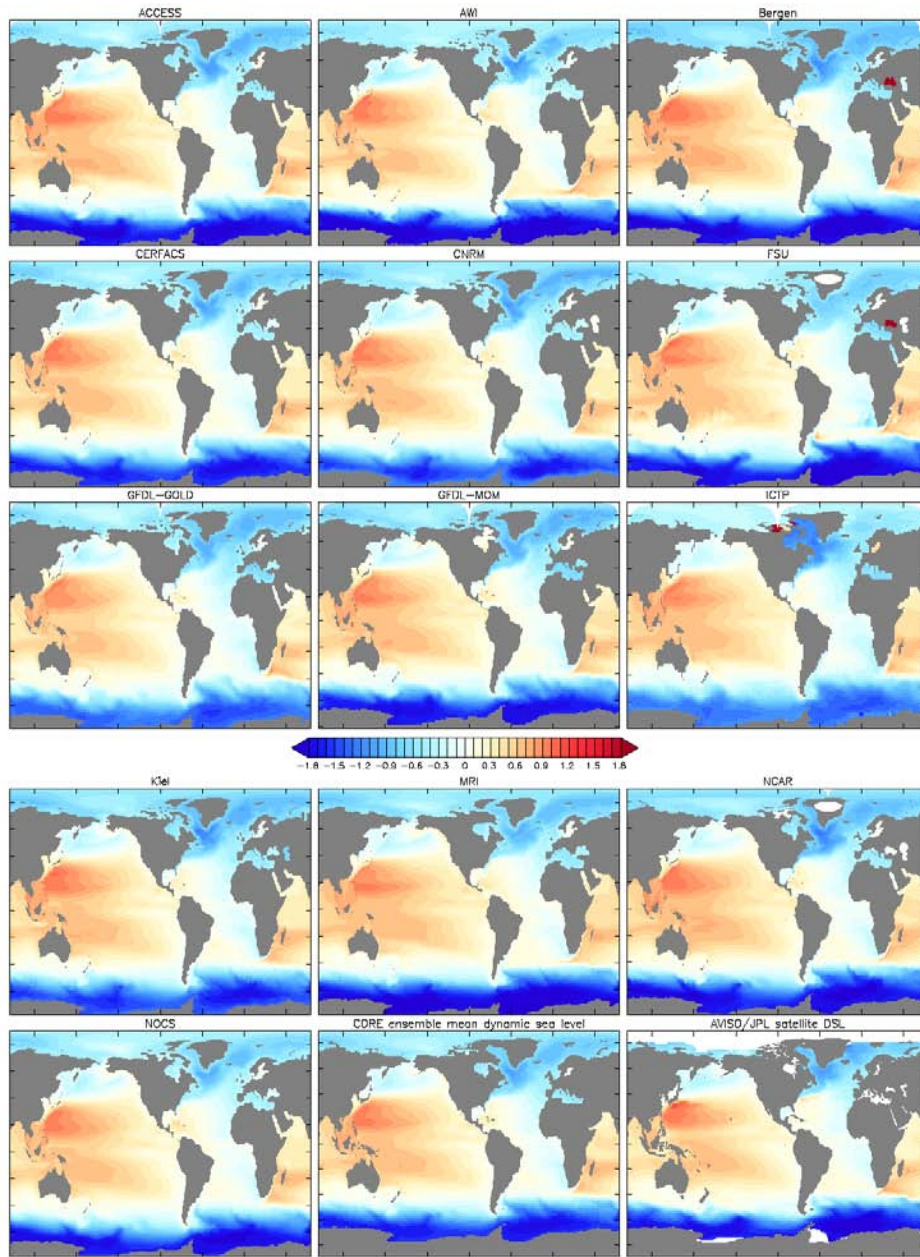 ACCESS
AWI
Bergen
CERFACS
CNRM
FSU
GFDL-GOLD
GFDL-MOM
ICTP
-1.8 -1.5 -1.2 -0.9 -0.6 -0.3 0 0.3 0.6 0.9 1.2 1.5 1.8
Kiel
MRI
NCAR
NOCS
CORE ensemble mean dynamic sea level
AVISO/JPL satellite DSL